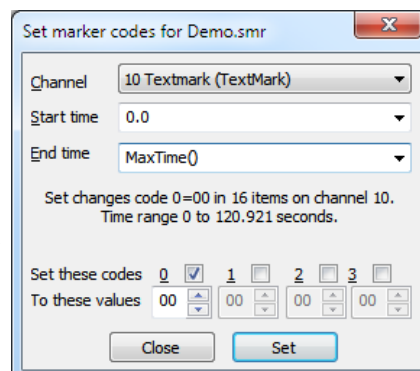 Set marker codes for Demo.smr
Channel 10 Textmark (TextMark)
Start time 0.0
End time MaxTime()
Set changes code 0=00 in 16 items on channel 10.
Time range 0 to 120.921 seconds.
Set these codes 0 1 2 3
To these values 00 00 00 00
Close Set